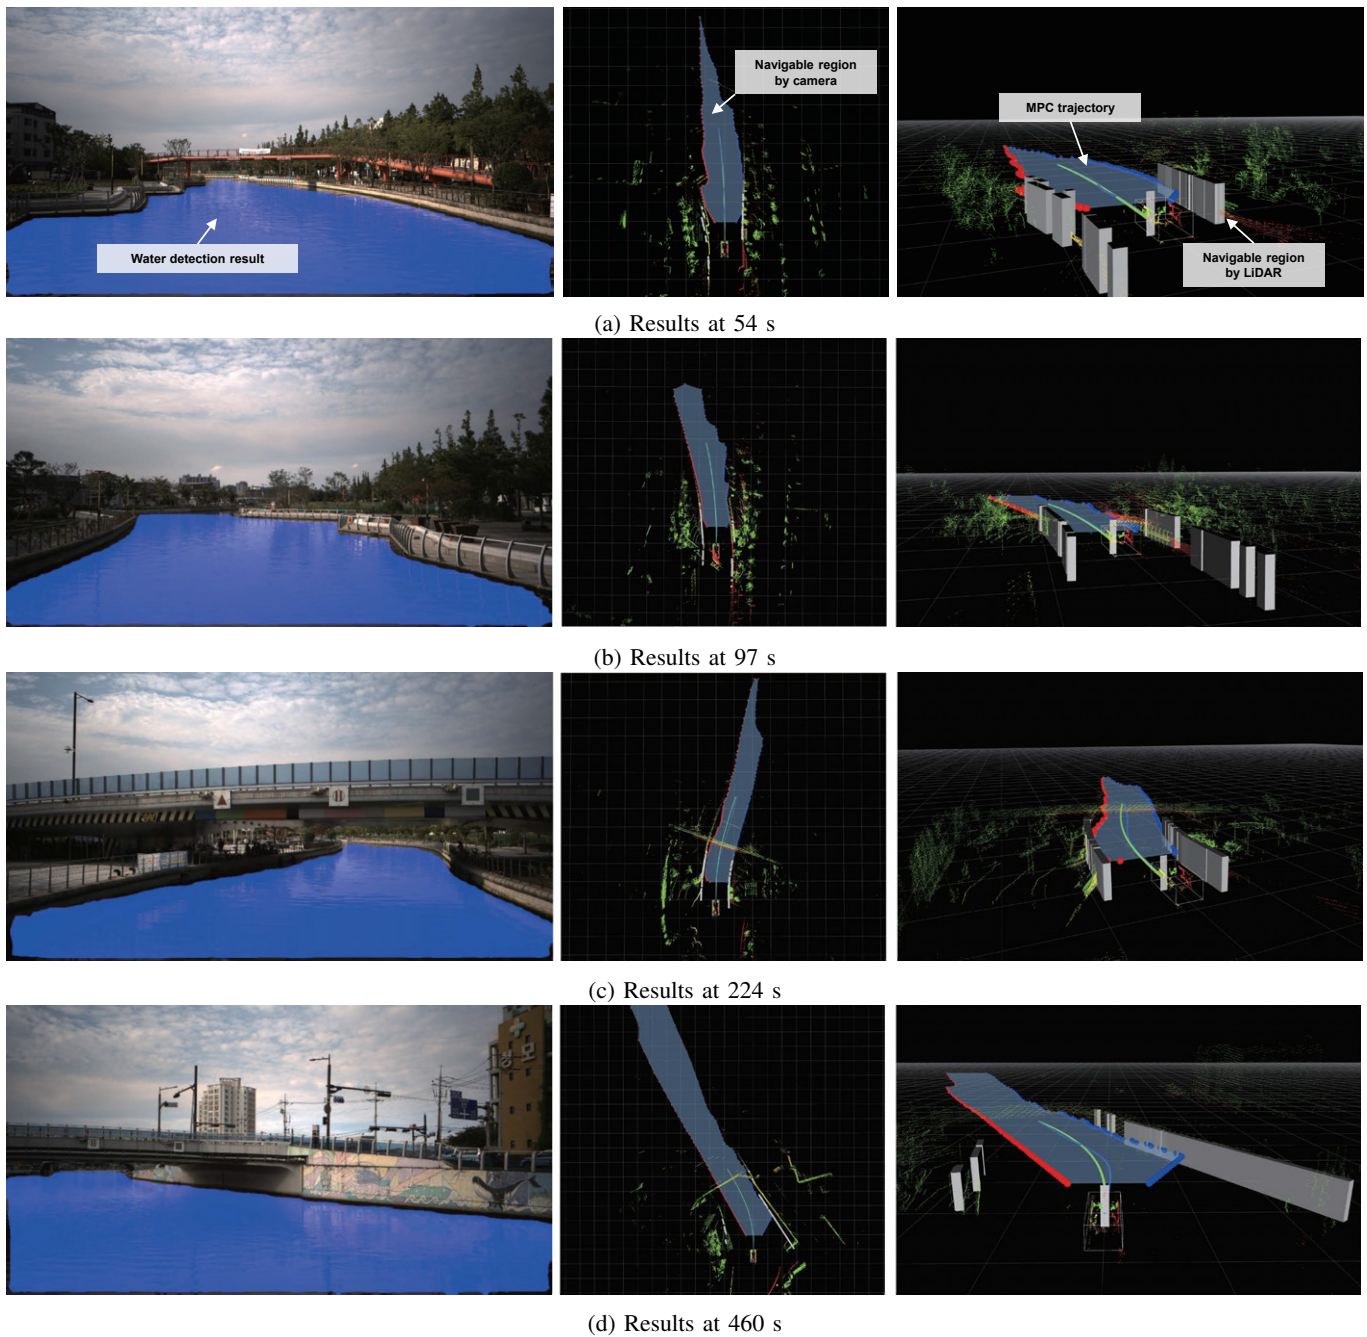 Navigable region
by camera
MPC trajectory
Water detection result
Navigable region
by LiDAR
(a) Results at 54 s
(b) Results at 97 s
(c) Results at 224 s
(d) Results at 460 s